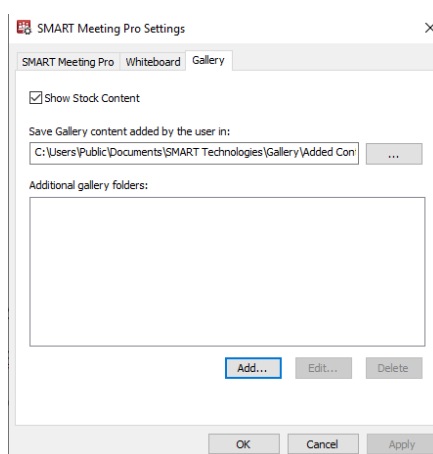 SMART Meeting Pro Settings
SMART Meeting Pro Whiteboard Gallery
Show Stock Content
Save Gallery content added by the user in:
C:\Users\Public\Documents\SMART Technologies\Gallery\Added Con ...
Additional gallery folders:
Add... Edit... Delete
OK Cancel Apply